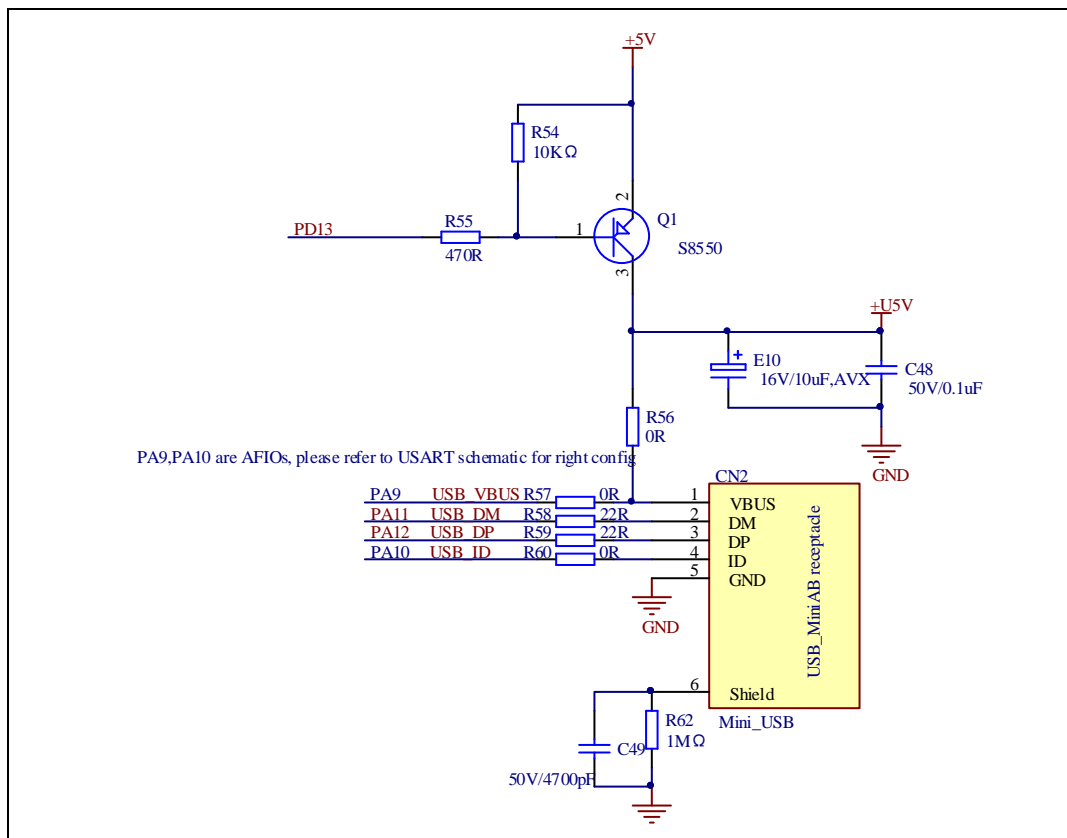 +5V
R54
10KΩ
2
Q1
PD13
R55
1
470R
S8550
3
+U5V
E10
16V/10uF,AVX
C48
50V/0.1uF
R56
0R
GND
PA9,PA10 are AFIOs, please refer to USART schematic for right config
CN2
PA9 USB_VBUS R57 0R 1 VBUS
PA11 USB_DM R58 22R 2 DM
PA12 USB_DP R59 22R 3 DP
PA10 USB_ID R60 0R 4 ID
5 GND
GND
USB_MiniAB receptacle
6 Shield
Mini_USB
R62
1MΩ
C49
50V/4700pF